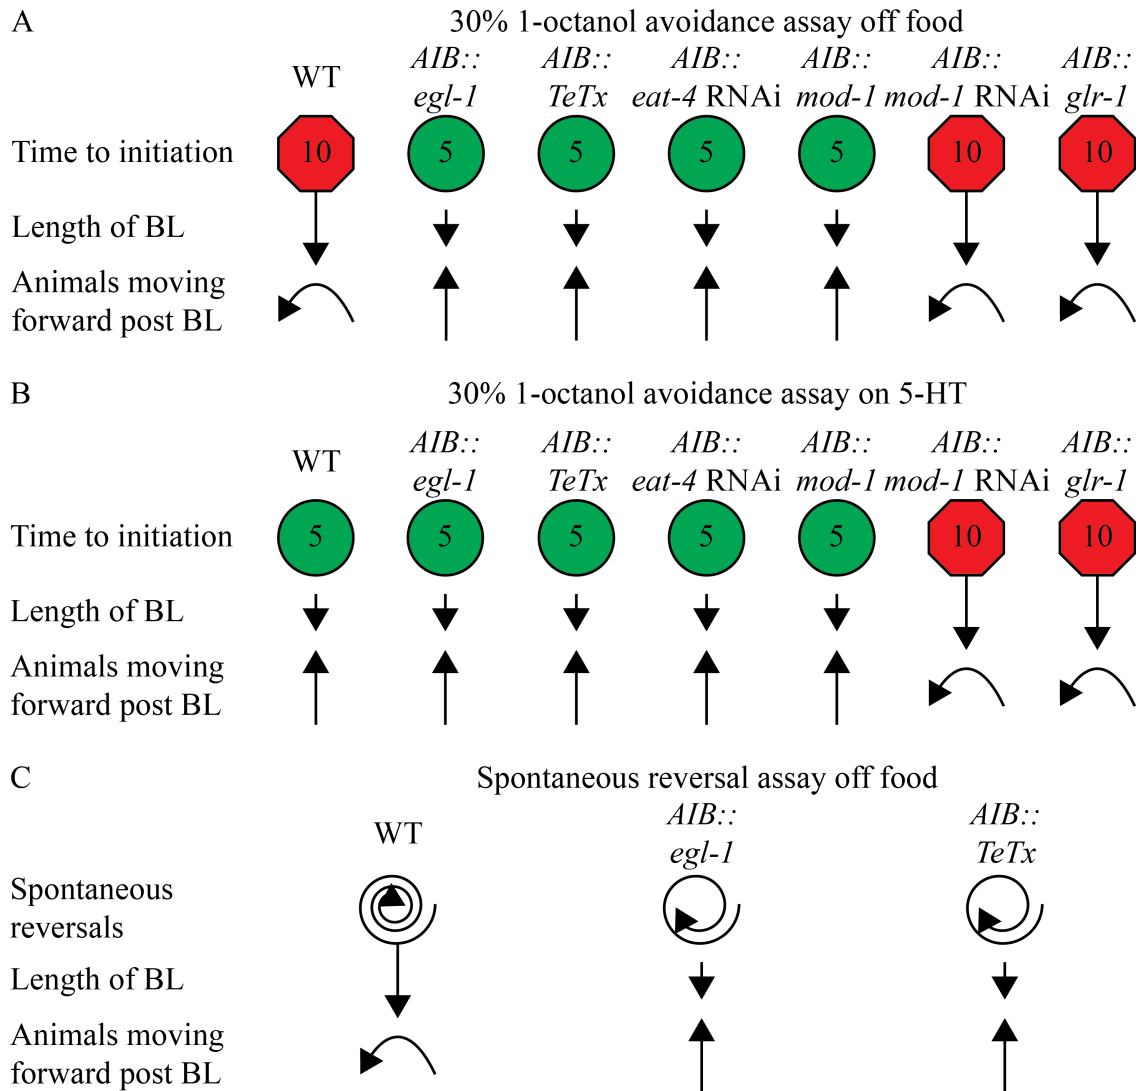 A
30% 1-octanol avoidance assay off food
WT
AIB::
egl-1
AIB::
TeTx
AIB::
eat-4 RNAi
AIB::
mod-1
AIB::
mod-1 RNAi
AIB::
glr-1
Time to initiation
10
5
5
5
5
10
10
Length of BL
Animals moving
forward post BL
B
30% 1-octanol avoidance assay on 5-HT
WT
AIB::
egl-1
AIB::
TeTx
AIB::
eat-4 RNAi
AIB::
mod-1
AIB::
mod-1 RNAi
AIB::
glr-1
Time to initiation
5
5
5
5
5
10
10
Length of BL
Animals moving
forward post BL
C
Spontaneous reversal assay off food
WT
AIB::
egl-1
AIB::
TeTx
Spontaneous
reversals
Length of BL
Animals moving
forward post BL